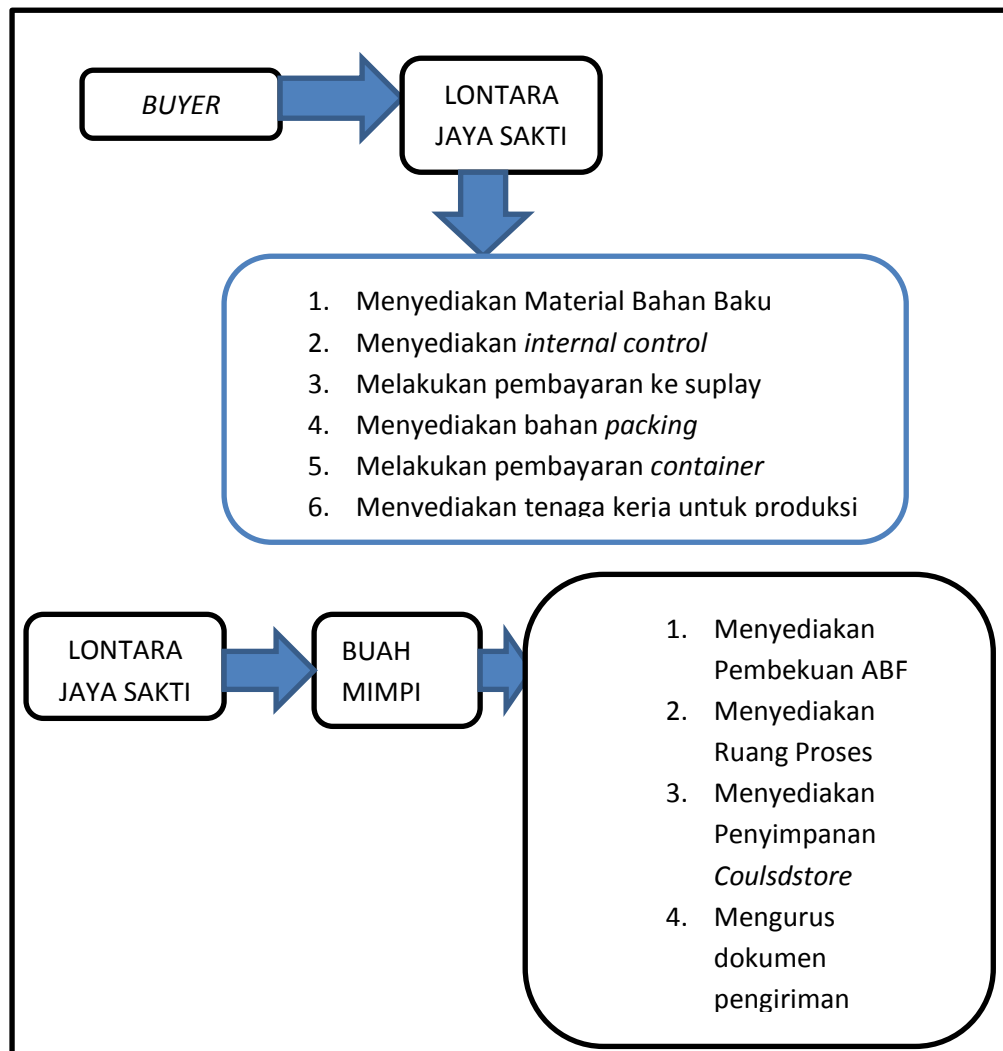 BUYER
LONTARA
JAYA SAKTI
1. Menyediakan Material Bahan Baku
2. Menyediakan internal control
3. Melakukan pembayaran ke suplay
4. Menyediakan bahan packing
5. Melakukan pembayaran container
6. Menyediakan tenaga kerja untuk produksi
LONTARA
JAYA SAKTI
BUAH
MIMPI
1. Menyediakan
Pembekuan ABF
2. Menyediakan
Ruang Proses
3. Menyediakan
Penyimpanan
Coulsdstore
4. Mengurus
dokumen
pengiriman